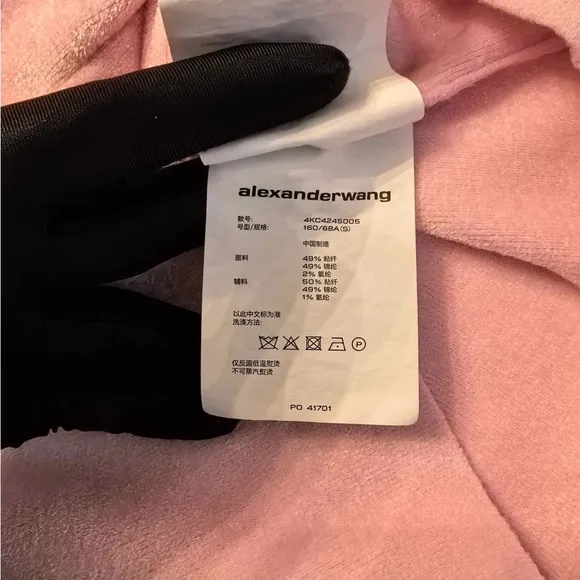 alexanderwang
款号: 4KC4245005
号型/规格: 160/68A(S)
中国制造
面料 49% 粘纤
49% 锦纶
2% 氨纶
辅料 50% 粘纤
49% 锦纶
1% 氨纶
以此中文标为准
洗涤方法:
P
仅反面低温熨烫
不可蒸汽熨烫
PO 41701